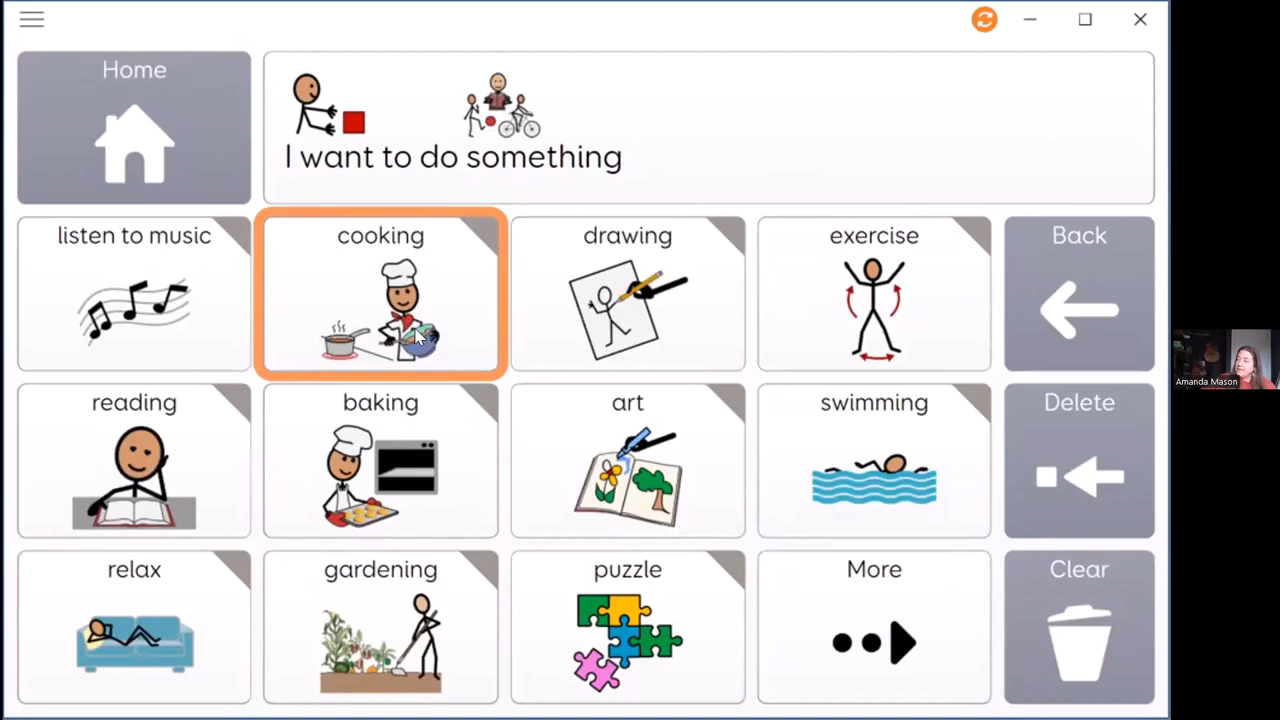 Home
I want to do something
listen to music
cooking
drawing
exercise
Back
reading
baking
art
swimming
Delete
relax
gardening
puzzle
More
Clear
Amanda Mason